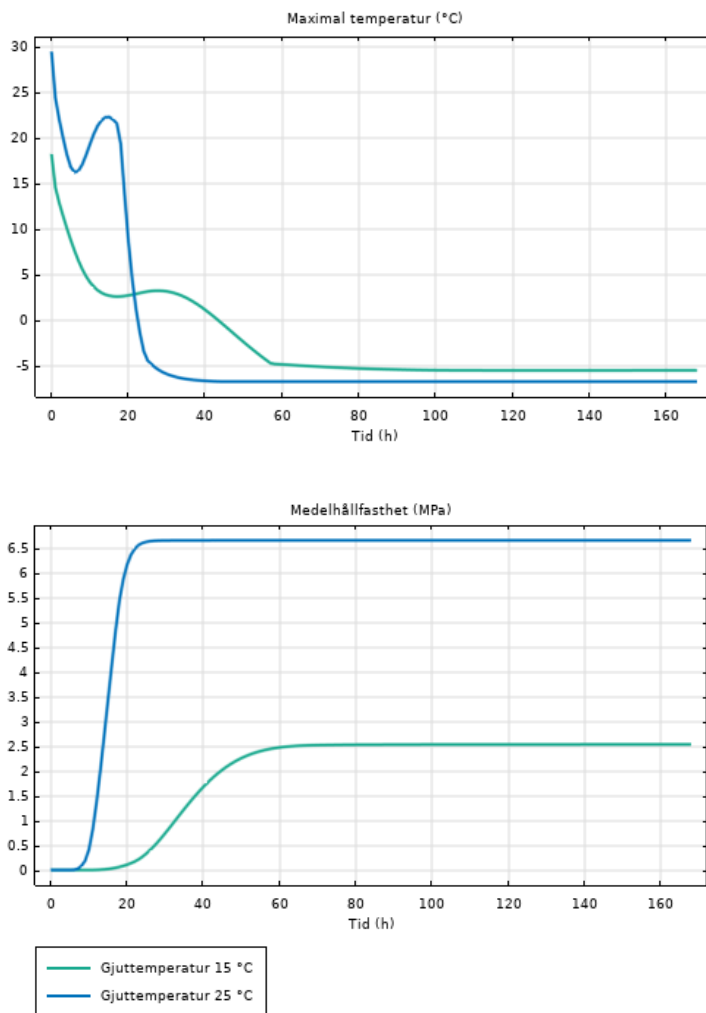 Maximal temperatur (°C)
30
25
20
15
10
5
0
-5
0 20 40 60 80 100 120 140 160
Tid (h)
Medelhållfasthet (MPa)
6.5
6
5.5
5
4.5
4
3.5
3
2.5
2
1.5
1
0.5
0
0 20 40 60 80 100 120 140 160
Tid (h)
Gjuttemperatur 15 °C
Gjuttemperatur 25 °C